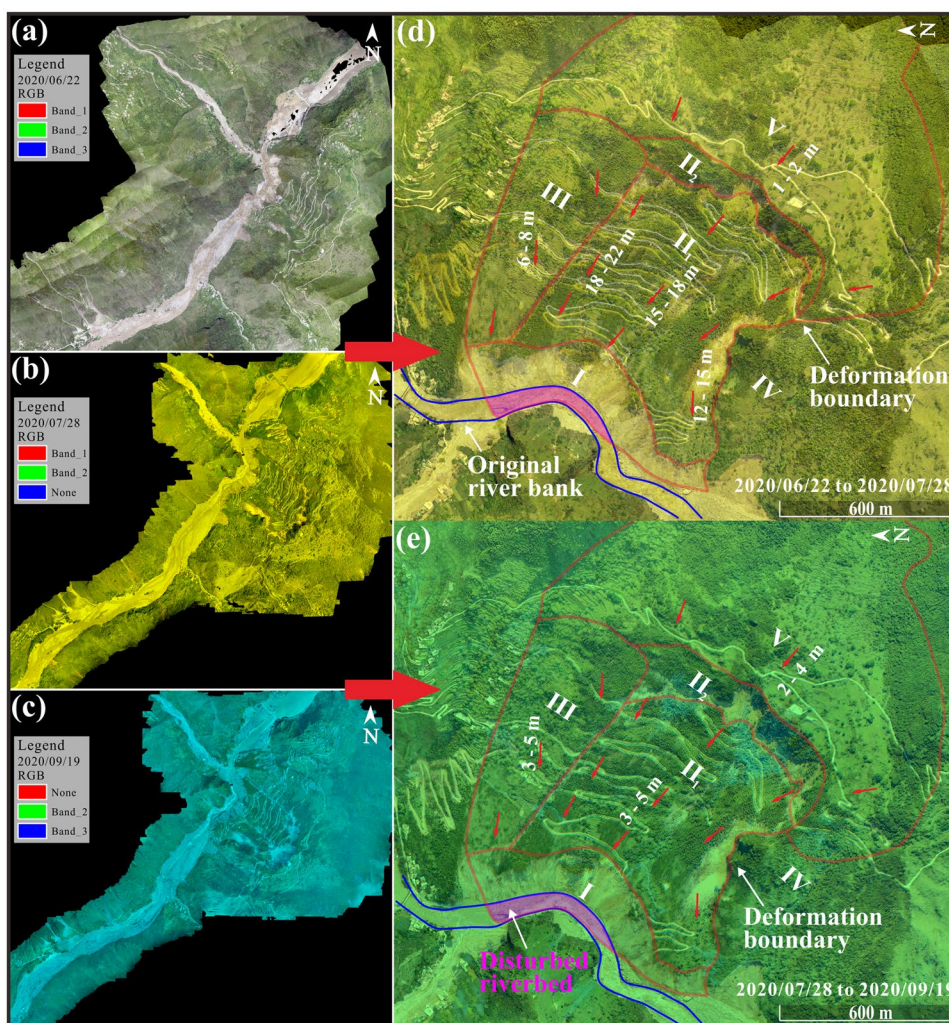 (a)
N
Legend
2020/06/22
RGB
Band_1
Band_2
Band_3
(b)
N
Legend
2020/07/28
RGB
Band_1
Band_2
None
(c)
N
Legend
2020/09/19
RGB
None
Band_2
Band_3
(d)
N
V
1 - 2 m
II2
III
II1
6 - 8 m
18 - 22 m
15 - 18 m
12 - 15 m
I
IV
Deformation
boundary
Original
river bank
2020/06/22 to 2020/07/28
600 m
(e)
N
V
2 - 4 m
II2
III
II1
3 - 5 m
3 - 5 m
I
IV
Deformation
boundary
Disturbed
riverbed
2020/07/28 to 2020/09/19
600 m